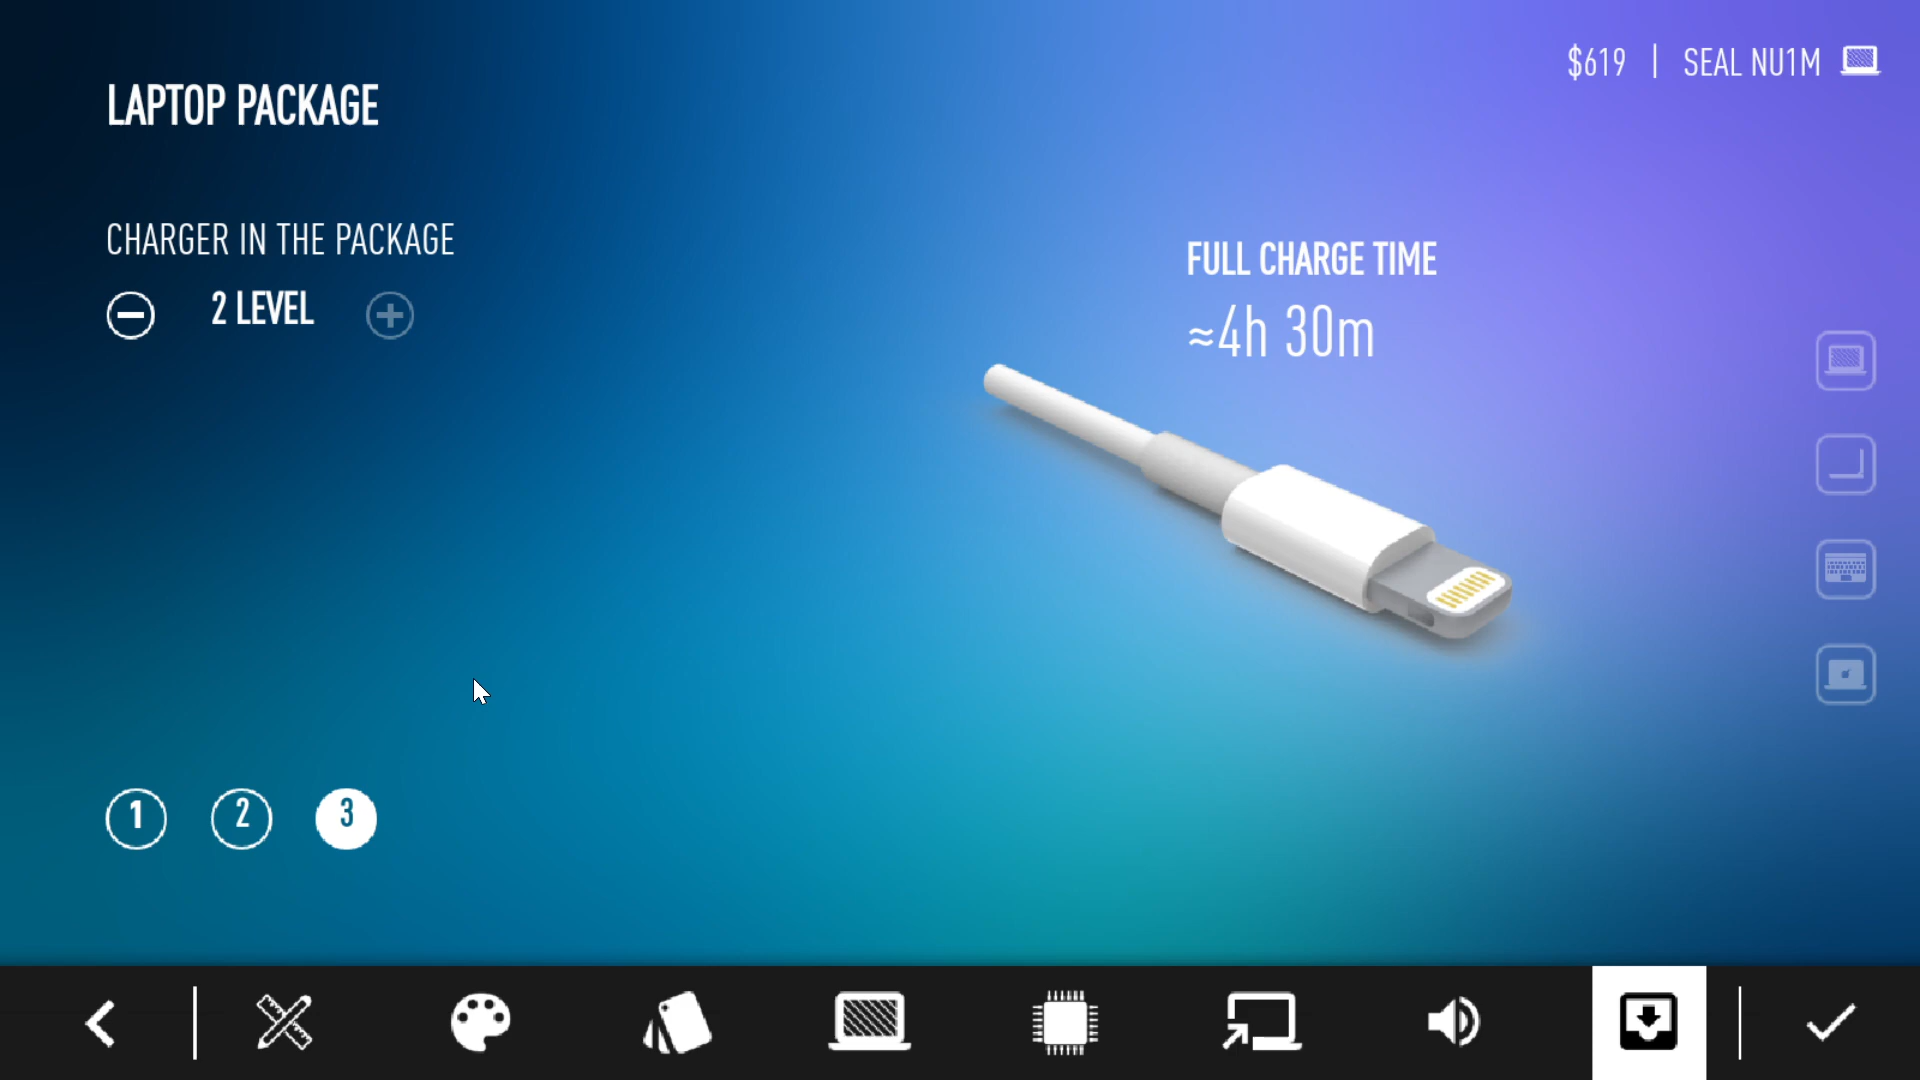 $619 | SEAL NU1M
LAPTOP PACKAGE
CHARGER IN THE PACKAGE
2 LEVEL
FULL CHARGE TIME
≈4h 30m
1 2 3